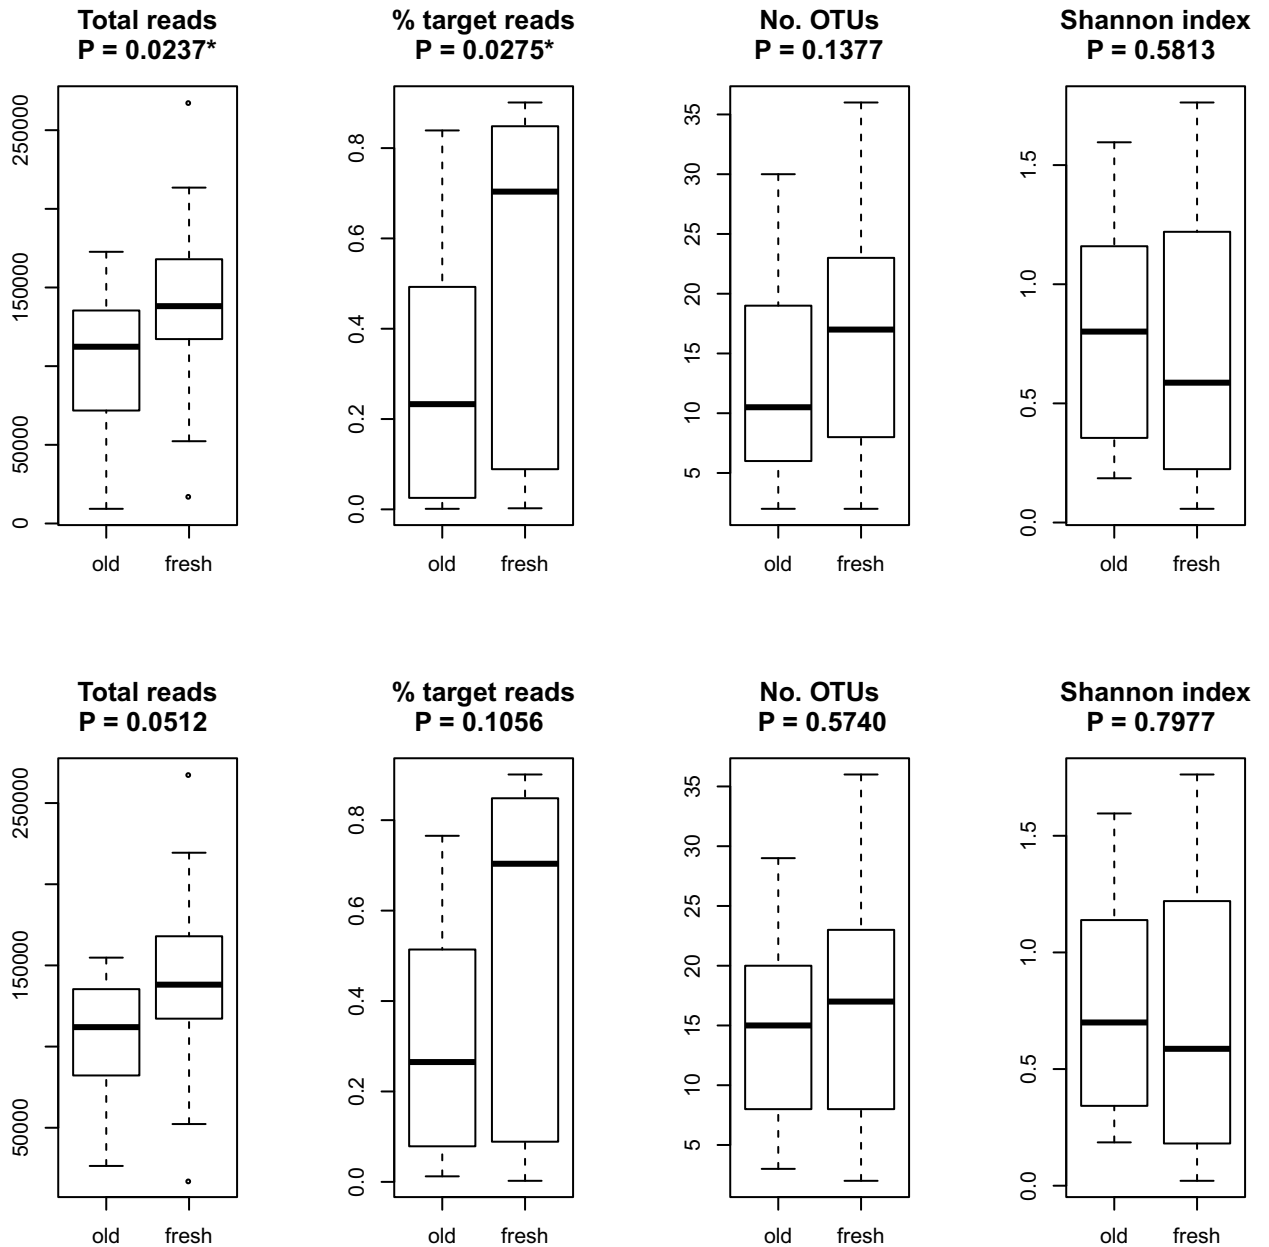 Total reads
P = 0.0237*
% target reads
P = 0.0275*
No. OTUs
P = 0.1377
Shannon index
P = 0.5813
250000
150000
50000
0
old
fresh
0.8
0.6
0.4
0.2
0.0
old
fresh
35
30
25
20
15
10
5
old
fresh
1.5
1.0
0.5
0.0
old
fresh
Total reads
P = 0.0512
% target reads
P = 0.1056
No. OTUs
P = 0.5740
Shannon index
P = 0.7977
250000
150000
50000
old
fresh
0.8
0.6
0.4
0.2
0.0
old
fresh
35
30
25
20
15
10
5
old
fresh
1.5
1.0
0.5
0.0
old
fresh